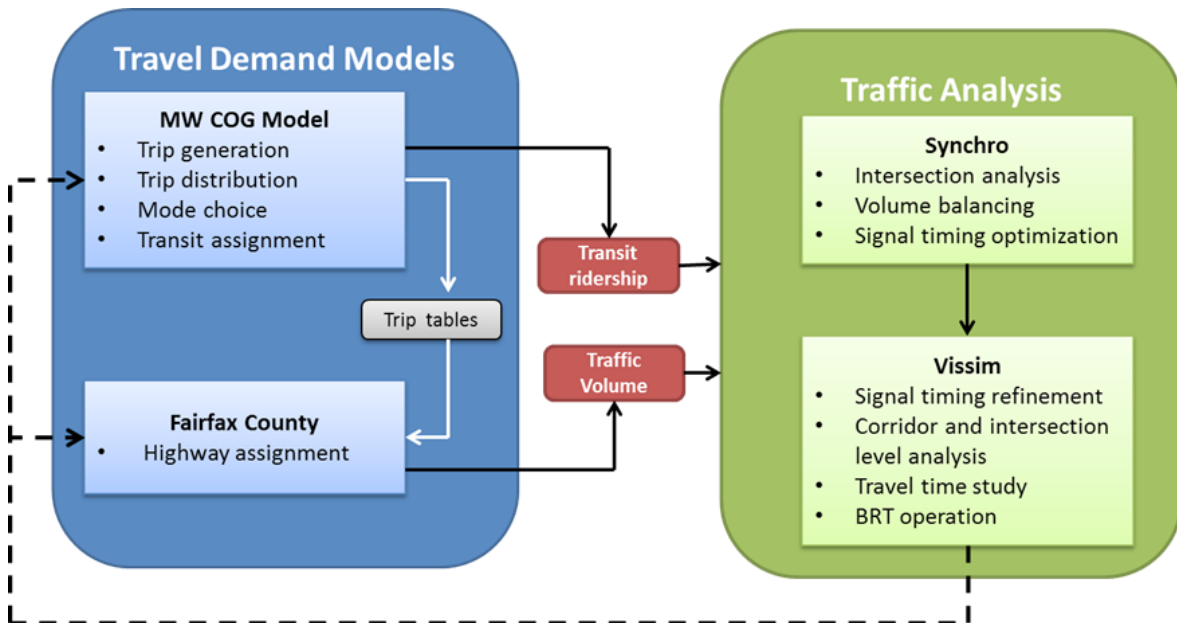 Travel Demand Models
MW COG Model
• Trip generation
• Trip distribution
• Mode choice
• Transit assignment
Trip tables
Fairfax County
• Highway assignment
Transit
ridership
Traffic
Volume
Traffic Analysis
Synchro
• Intersection analysis
• Volume balancing
• Signal timing optimization
Vissim
• Signal timing refinement
• Corridor and intersection
level analysis
• Travel time study
• BRT operation